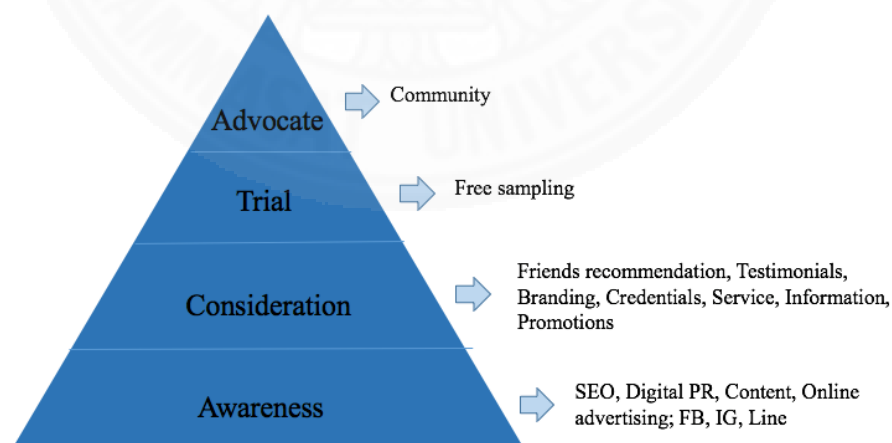 Advocate
Community
Trial
Free sampling
Consideration
Friends recommendation, Testimonials,
Branding, Credentials, Service, Information,
Promotions
Awareness
SEO, Digital PR, Content, Online
advertising; FB, IG, Line
UNIVERSITY